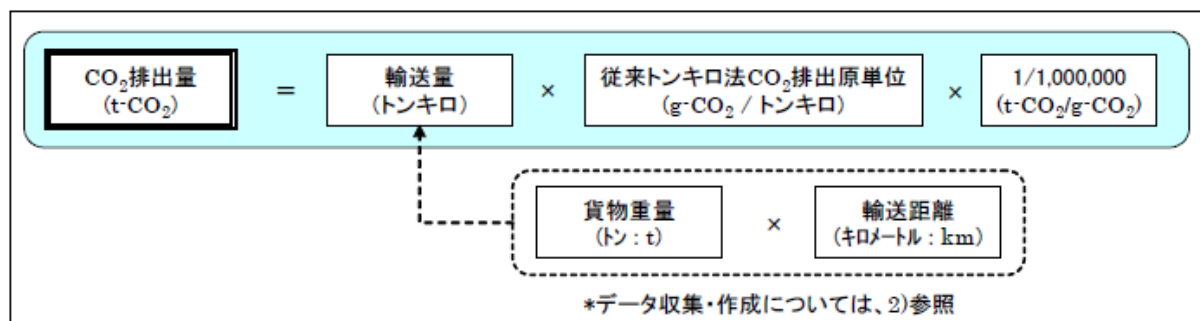 CO₂排出量
(t-CO₂)
=
輸送量
(トンキロ)
×
従来トンキロ法CO₂排出原単位
(g-CO₂ / トンキロ)
×
1/1,000,000
(t-CO₂/g-CO₂)
貨物重量
(トン : t)
×
輸送距離
(キロメートル : km)
*データ収集・作成については、2)参照